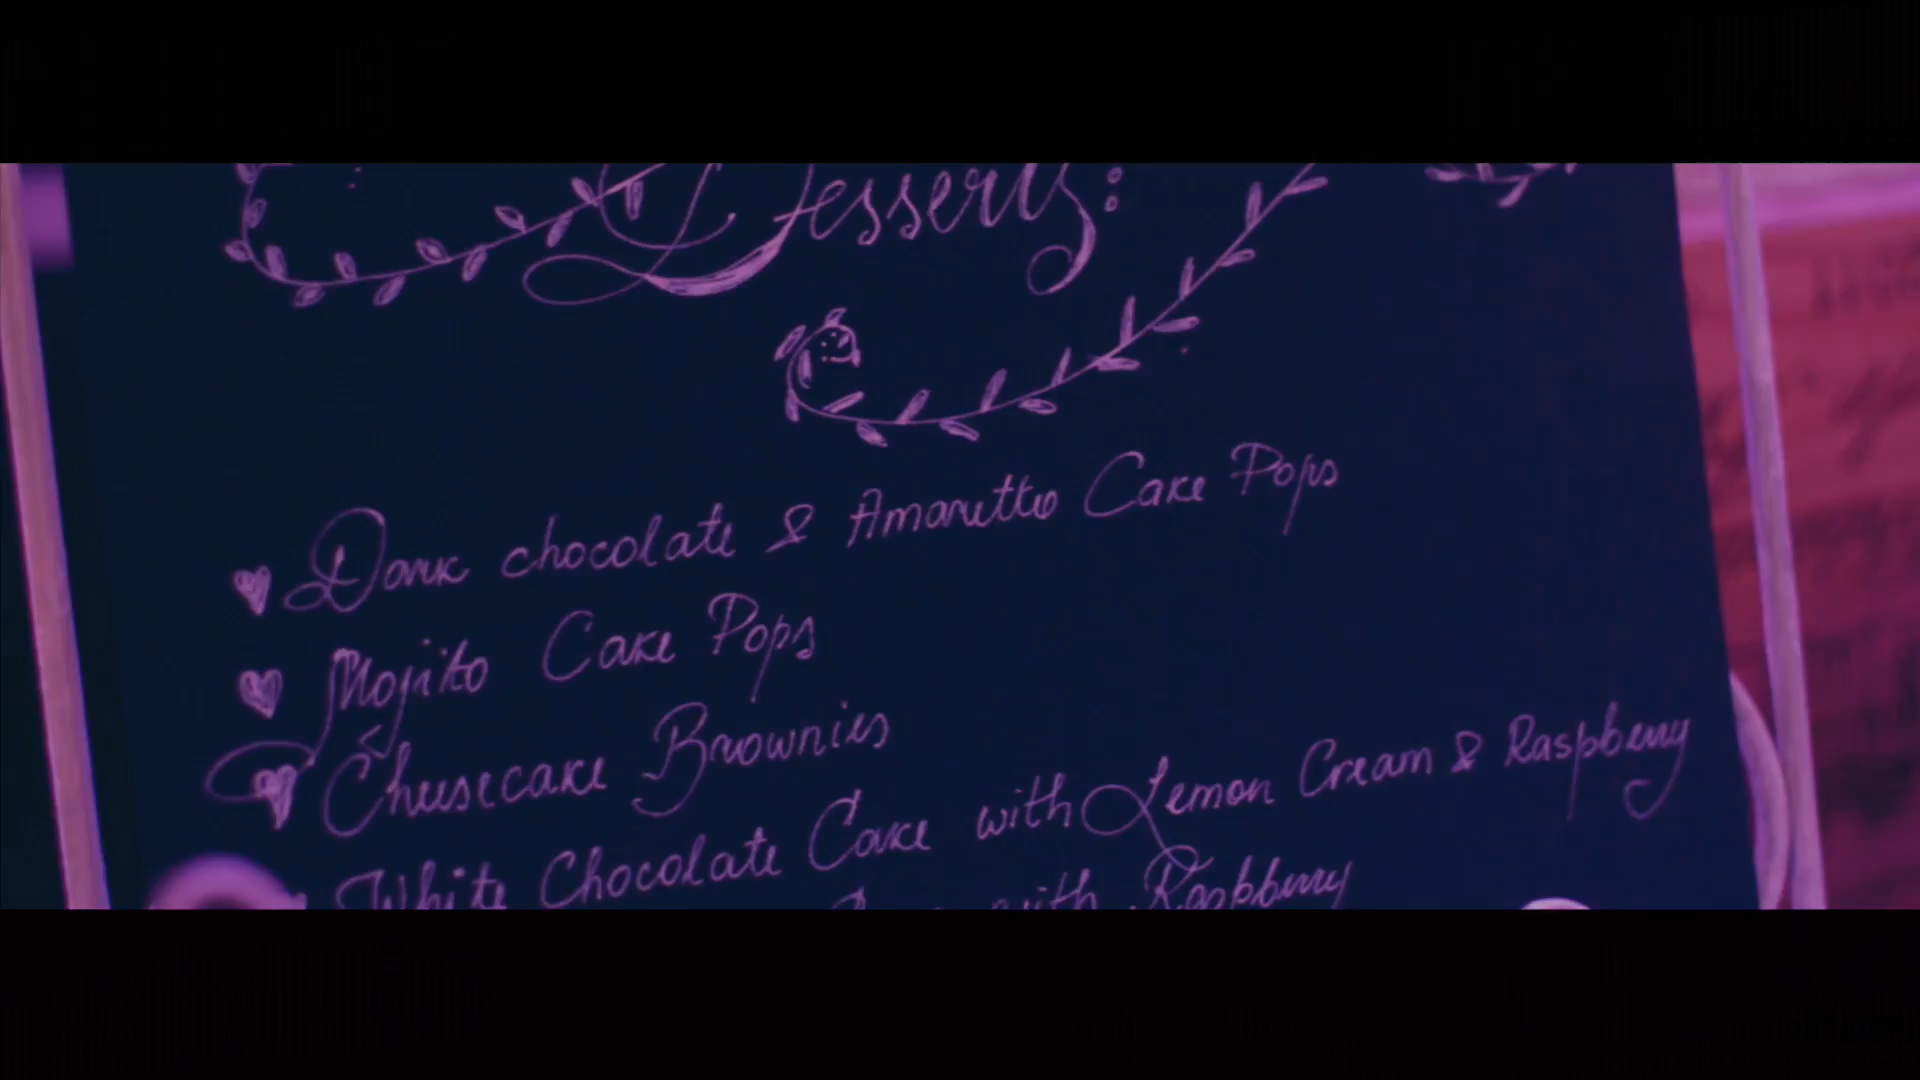 Desserts:
Dark chocolate & Amaretto Cake Pops
Mojito Cake Pops
Cheesecake Brownies
White Chocolate Cake with Lemon Cream & Raspberry
with Raspberry